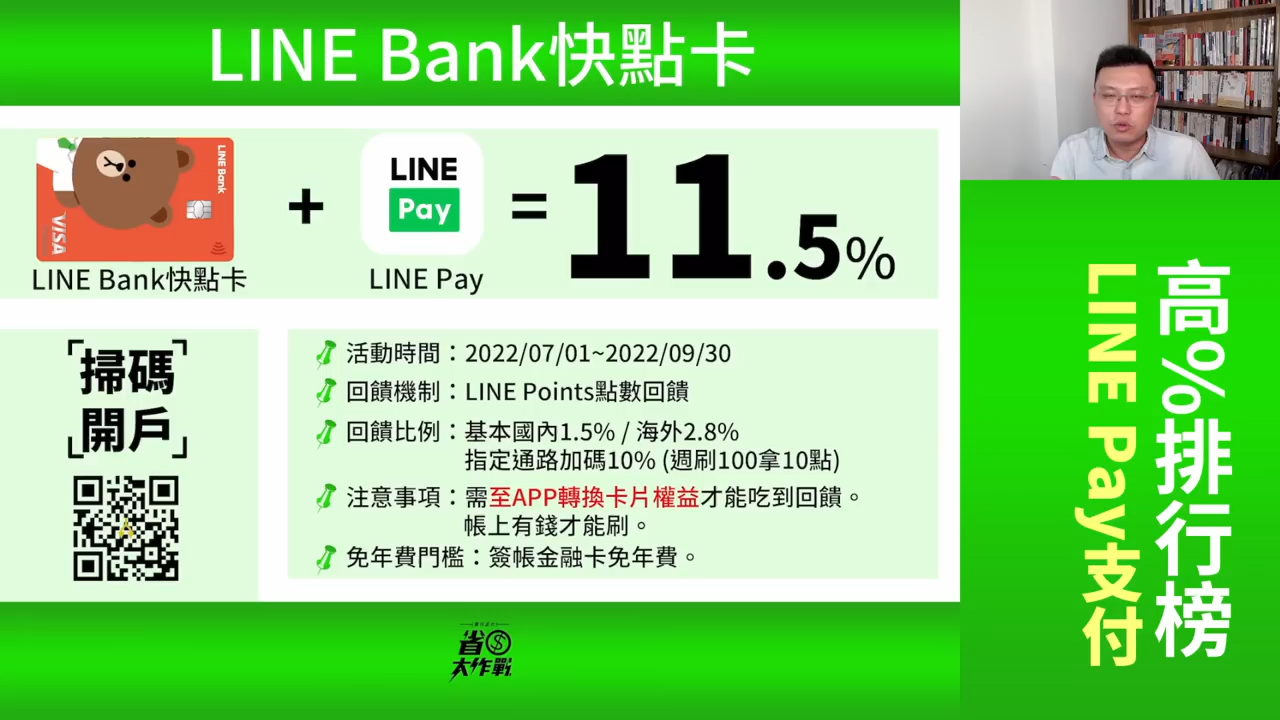 LINE Bank快點卡
LINE Bank
VISA
LINE Bank快點卡
+
LINE
Pay
LINE Pay
=
11.5%
掃碼
開戶
活動時間：2022/07/01~2022/09/30
回饋機制：LINE Points點數回饋
回饋比例：基本國內1.5% / 海外2.8%
指定通路加碼10% (週刷100拿10點)
注意事項：需至APP轉換卡片權益才能吃到回饋。
帳上有錢才能刷。
免年費門檻：簽帳金融卡免年費。
省$
大作戰
高%排行榜
LINE Pay支付